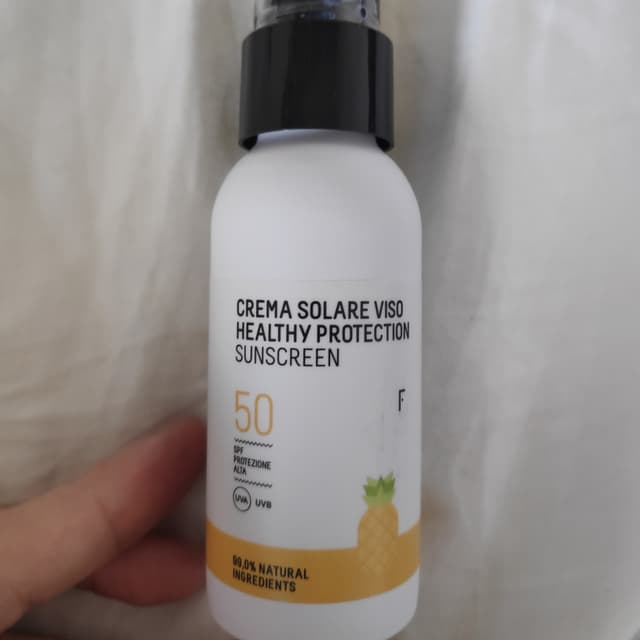 CREMA SOLARE VISO
HEALTHY PROTECTION
SUNSCREEN
50
F
SPF
PROTEZIONE
ALTA
UVA UVB
99,0% NATURAL
INGREDIENTS